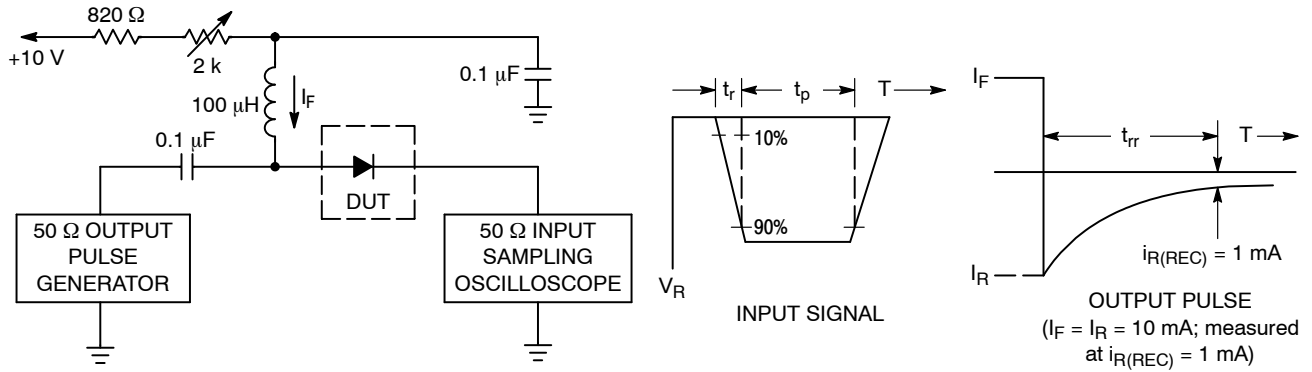 820 Ω
+10 V
2 k
0.1 μF
100 μH
I_F
0.1 μF
DUT
50 Ω OUTPUT
PULSE
GENERATOR
50 Ω INPUT
SAMPLING
OSCILLOSCOPE
t_r
t_p
T
10%
90%
V_R
INPUT SIGNAL
I_F
t_rr
T
I_R
i_R(REC) = 1 mA
OUTPUT PULSE
(I_F = I_R = 10 mA; measured
at i_R(REC) = 1 mA)